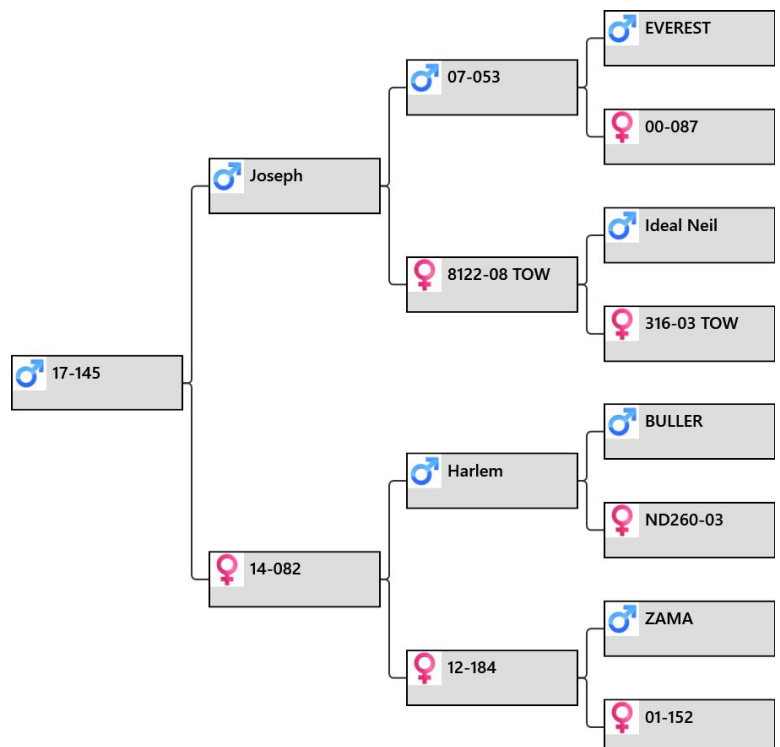 EVEREST
07-053
00-087
Joseph
Ideal Neil
8122-08 TOW
316-03 TOW
17-145
BULLER
Harlem
ND260-03
14-082
ZAMA
12-184
01-152